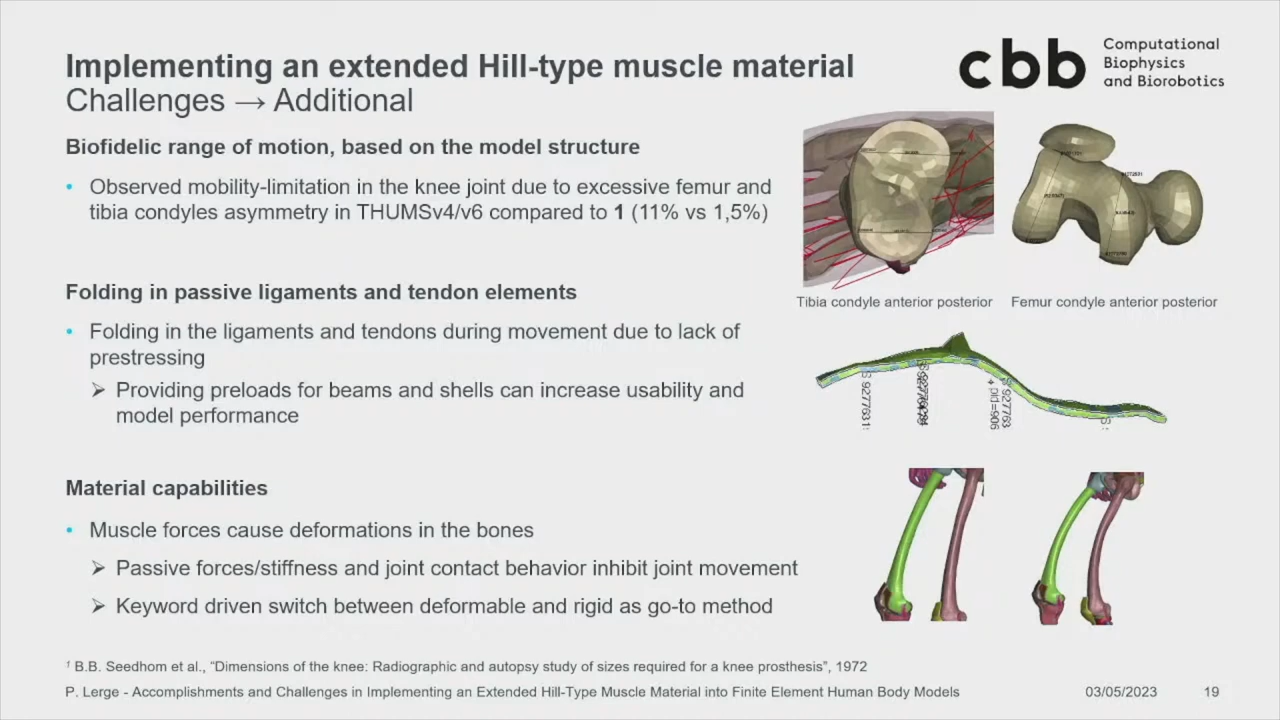 Implementing an extended Hill-type muscle material
Challenges → Additional
cbb
Computational
Biophysics
and Biorobotics
Biofidelic range of motion, based on the model structure
• Observed mobility-limitation in the knee joint due to excessive femur and
tibia condyles asymmetry in THUMSv4/v6 compared to 1 (11% vs 1,5%)
Tibia condyle anterior posterior
Femur condyle anterior posterior
Folding in passive ligaments and tendon elements
• Folding in the ligaments and tendons during movement due to lack of
prestressing
➢ Providing preloads for beams and shells can increase usability and
model performance
Material capabilities
• Muscle forces cause deformations in the bones
➢ Passive forces/stiffness and joint contact behavior inhibit joint movement
➢ Keyword driven switch between deformable and rigid as go-to method
¹ B.B. Seedhom et al., “Dimensions of the knee: Radiographic and autopsy study of sizes required for a knee prosthesis”, 1972
P. Lerge - Accomplishments and Challenges in Implementing an Extended Hill-Type Muscle Material into Finite Element Human Body Models
03/05/2023
19